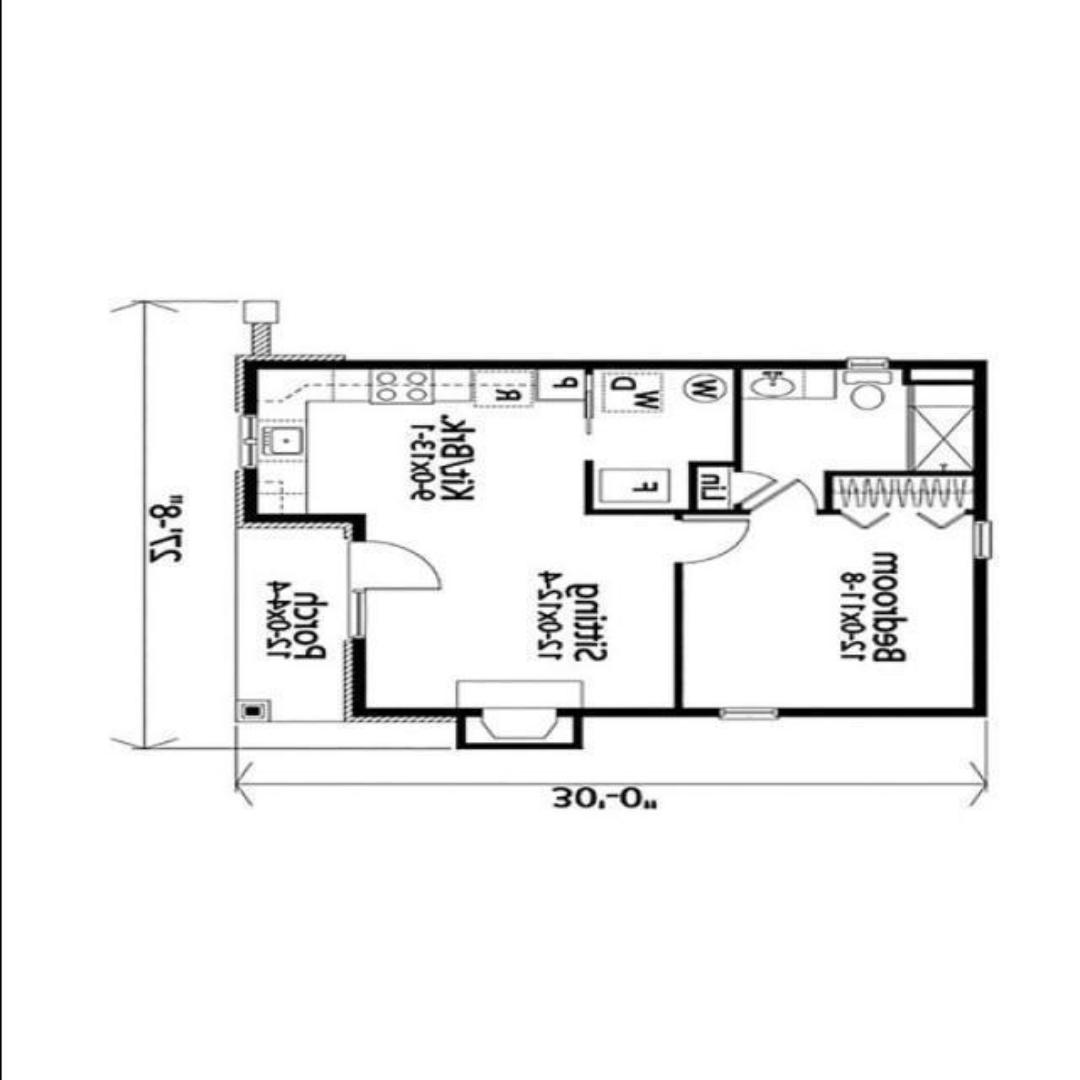 P
R
D
W
W
Kit/Brk.
9-0x13-1
F
Lin
27'-8"
Porch
12-0x4-4
Sitting
12-0x12-4
Bedroom
12-0x11-8
30'-0"